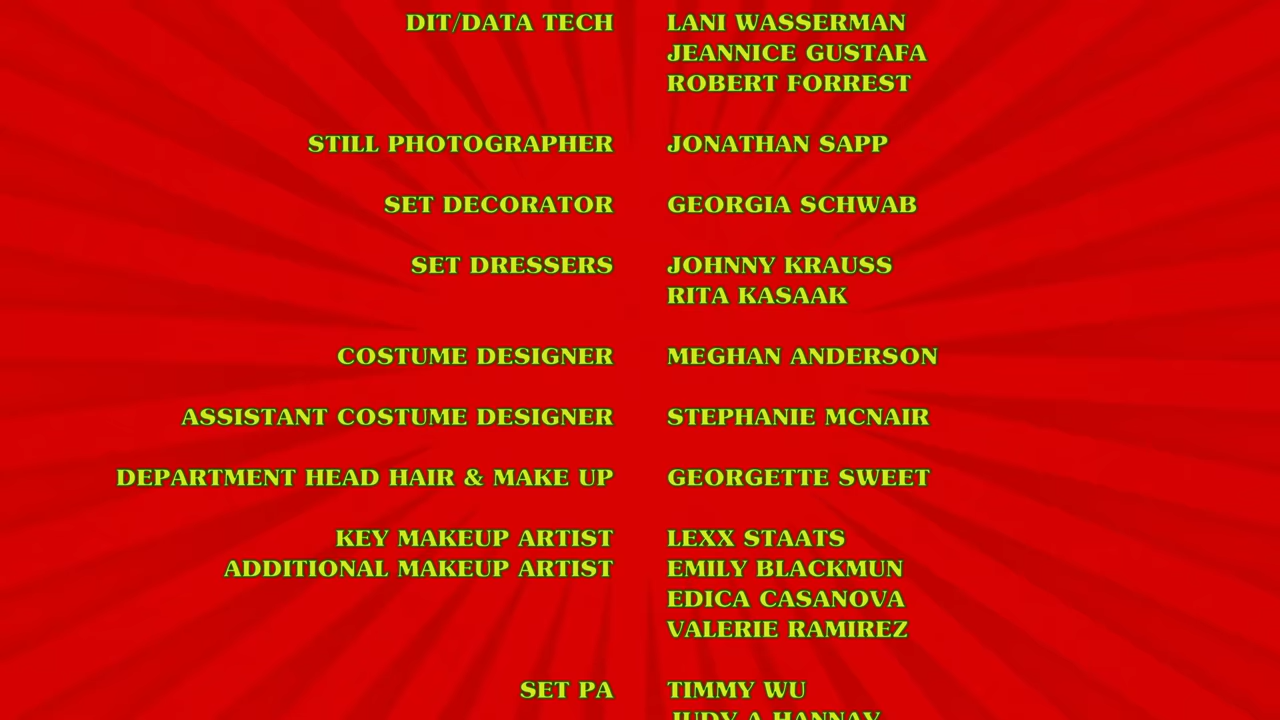 DIT/DATA TECH LANI WASSERMAN
JEANNICE GUSTAFA
ROBERT FORREST
STILL PHOTOGRAPHER JONATHAN SAPP
SET DECORATOR GEORGIA SCHWAB
SET DRESSERS JOHNNY KRAUSS
RITA KASAAK
COSTUME DESIGNER MEGHAN ANDERSON
ASSISTANT COSTUME DESIGNER STEPHANIE MCNAIR
DEPARTMENT HEAD HAIR & MAKE UP GEORGETTE SWEET
KEY MAKEUP ARTIST LEXX STAATS
ADDITIONAL MAKEUP ARTIST EMILY BLACKMUN
EDICA CASANOVA
VALERIE RAMIREZ
SET PA TIMMY WU
JUDY A HANNAY